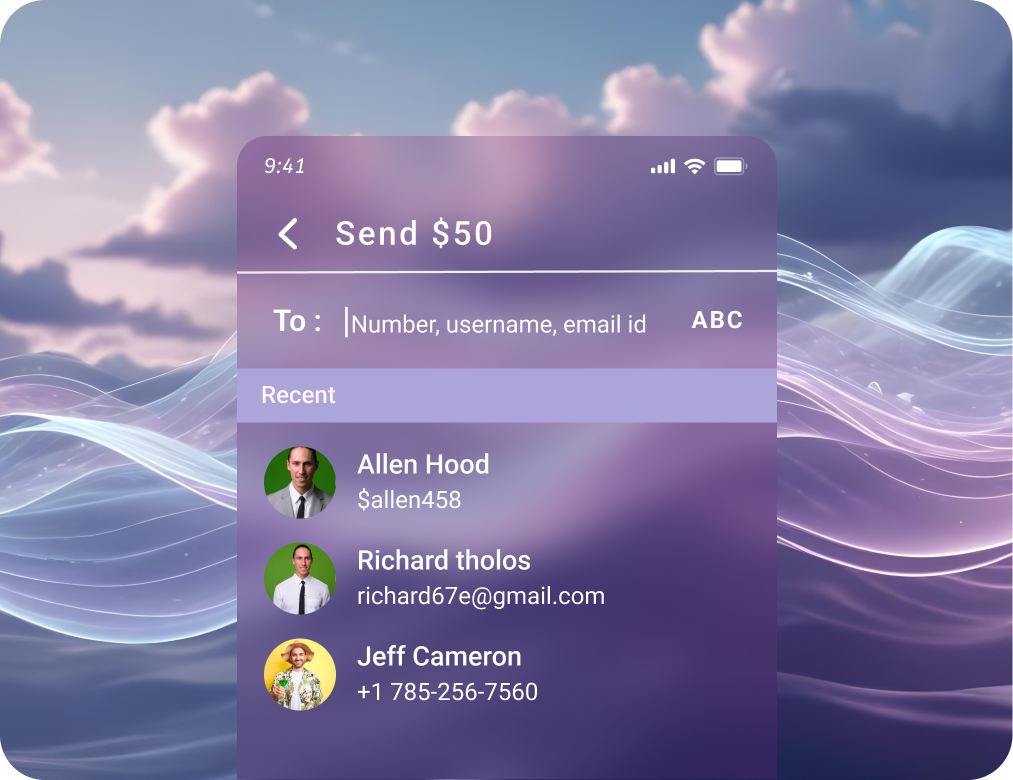 9:41
Send $50
To : Number, username, email id ABC
Recent
Allen Hood
$allen458
Richard tholos
richard67e@gmail.com
Jeff Cameron
+1 785-256-7560